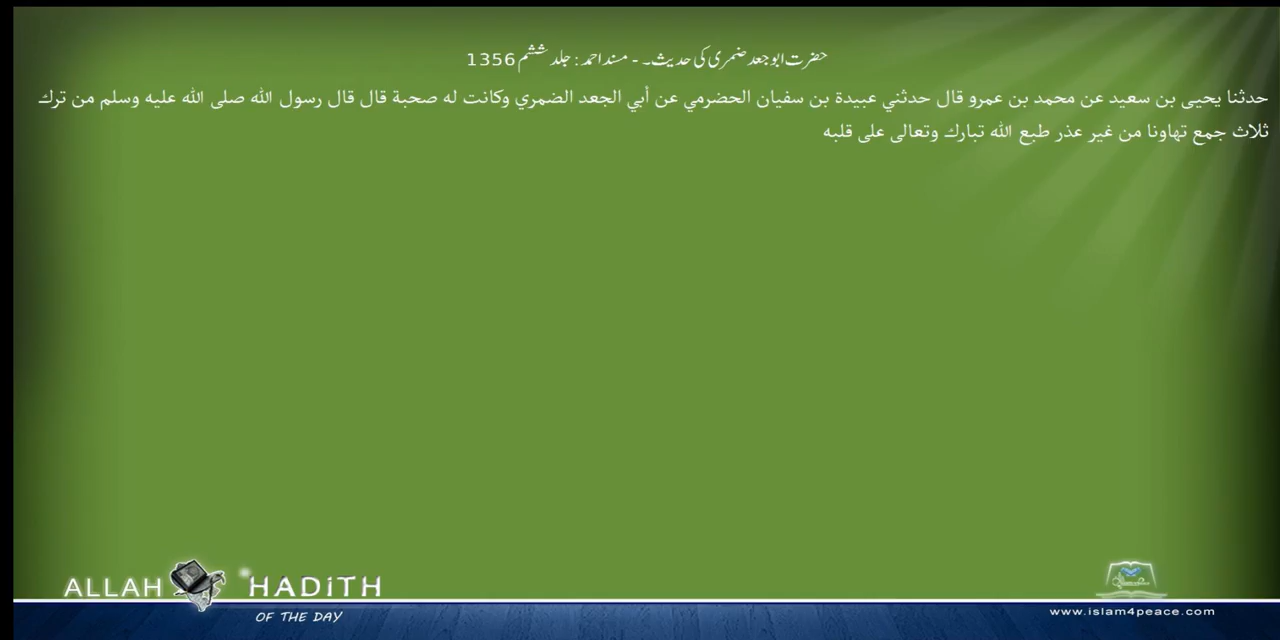 حضرت ابوجعد ضمری کی حدیث۔ - مسند احمد : جلد ششم 1356
حدثنا يحيى بن سعيد عن محمد بن عمرو قال حدثني عبيدة بن سفيان الحضرمي عن أبي الجعد الضمري وكانت له صحبة قال قال رسول الله صلى الله عليه وسلم من ترك
ثلاث جمع تهاونا من غير عذر طبع الله تبارك وتعالى على قلبه
ALLAH HADiTH
OF THE DAY
www.islam4peace.com